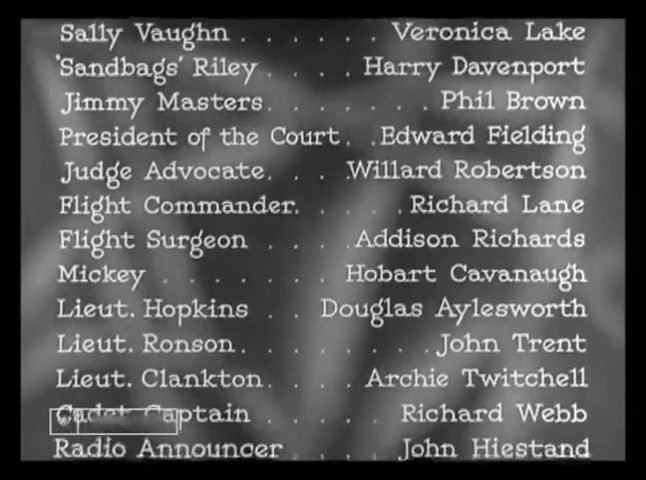 Sally Vaughn . . . . . . Veronica Lake
'Sandbags' Riley . . . . Harry Davenport
Jimmy Masters. . . . . . . Phil Brown
President of the Court. . Edward Fielding
Judge Advocate. . . Willard Robertson
Flight Commander. . . . . Richard Lane
Flight Surgeon . . . . Addison Richards
Mickey . . . . . . . Hobart Cavanaugh
Lieut. Hopkins . . Douglas Aylesworth
Lieut. Ronson. . . . . . . John Trent
Lieut. Clankton. . . . Archie Twitchell
Cadet Captain . . . . . Richard Webb
Radio Announcer . . . . John Hiestand